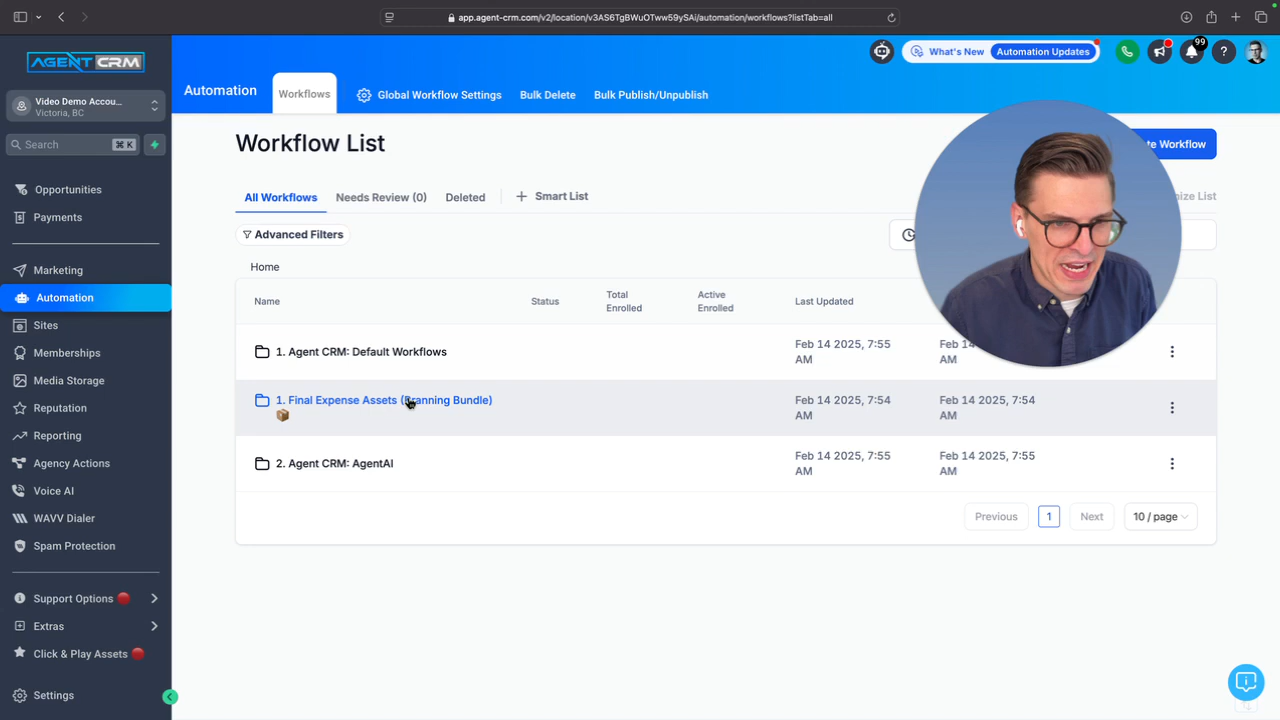 app.agent-crm.com/v2/location/v3AS6TgBWuOTww59ySAi/automation/workflows?listTab=all
AGENT CRM
Video Demo Accou...
Victoria, BC
Search
⌘ K
Opportunities
Payments
Marketing
Automation
Sites
Memberships
Media Storage
Reputation
Reporting
Agency Actions
Voice AI
WAVV Dialer
Spam Protection
Support Options
Extras
Click & Play Assets
Settings
Automation
Workflows
Global Workflow Settings
Bulk Delete
Bulk Publish/Unpublish
What's New
Automation Updates
99
Workflow List
Workflow
All Workflows
Needs Review (0)
Deleted
+ Smart List
List
Advanced Filters
Home
Name
Status
Total
Enrolled
Active
Enrolled
Last Updated
1. Agent CRM: Default Workflows
Feb 14 2025, 7:55
AM
Feb 14 2025, 7:55
AM
1. Final Expense Assets (Branning Bundle)
📦
Feb 14 2025, 7:54
AM
Feb 14 2025, 7:54
AM
2. Agent CRM: AgentAI
Feb 14 2025, 7:55
AM
Feb 14 2025, 7:55
AM
Previous
1
Next
10 / page